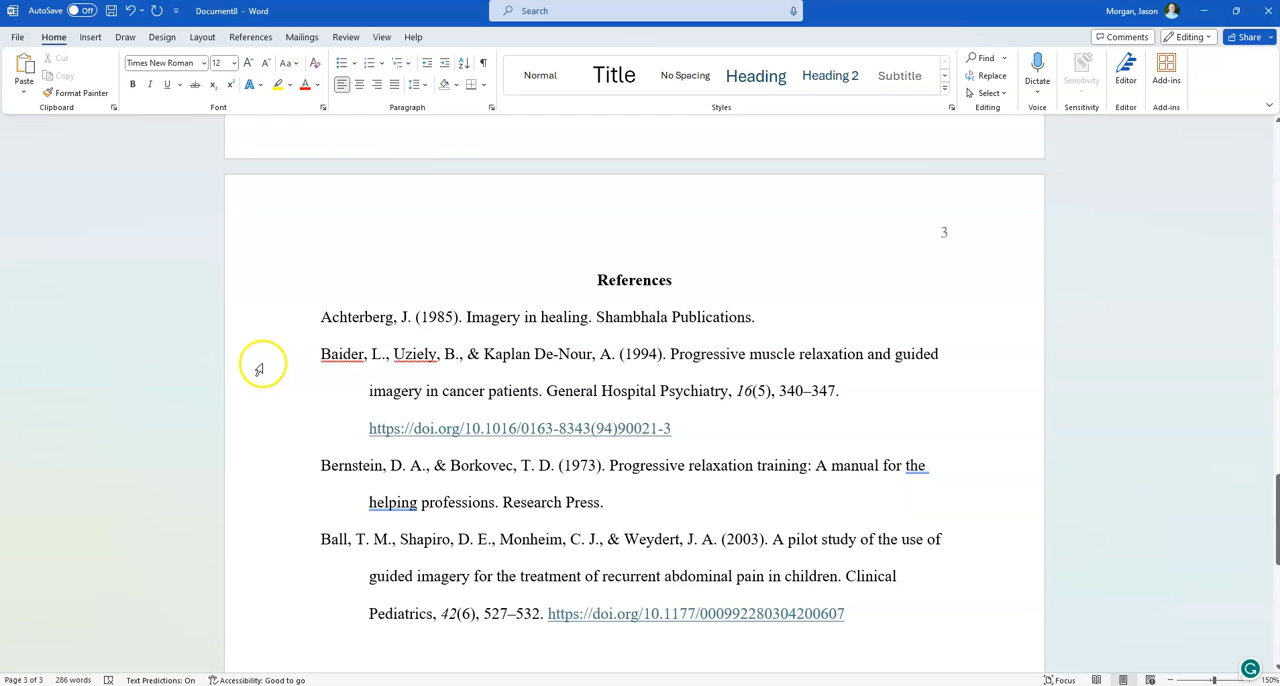 AutoSave Off Document8 - Word Search Morgan, Jason
File Home Insert Draw Design Layout References Mailings Review View Help Comments Editing Share
Paste Cut Copy Format Painter
Times New Roman 12
Normal Title No Spacing Heading Heading 2 Subtitle
Find Replace Select
Dictate Sensitivity Editor Add-ins
Clipboard Font Paragraph Styles Editing Voice Sensitivity Editor Add-ins
3
References
Achterberg, J. (1985). Imagery in healing. Shambhala Publications.
Baider, L., Uziely, B., & Kaplan De-Nour, A. (1994). Progressive muscle relaxation and guided
imagery in cancer patients. General Hospital Psychiatry, 16(5), 340–347.
https://doi.org/10.1016/0163-8343(94)90021-3
Bernstein, D. A., & Borkovec, T. D. (1973). Progressive relaxation training: A manual for the
helping professions. Research Press.
Ball, T. M., Shapiro, D. E., Monheim, C. J., & Weydert, J. A. (2003). A pilot study of the use of
guided imagery for the treatment of recurrent abdominal pain in children. Clinical
Pediatrics, 42(6), 527–532. https://doi.org/10.1177/000992280304200607
Page 3 of 3 286 words Text Predictions: On Accessibility: Good to go Focus 150%